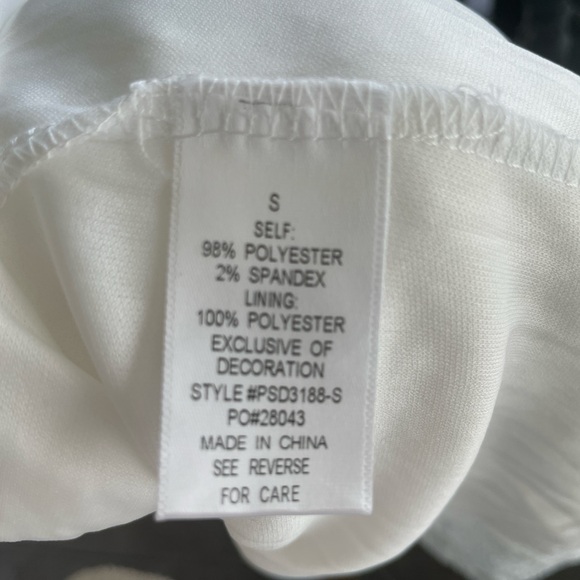 S
SELF:
98% POLYESTER
2% SPANDEX
LINING:
100% POLYESTER
EXCLUSIVE OF
DECORATION
STYLE #PSD3188-S
PO#28043
MADE IN CHINA
SEE REVERSE
FOR CARE